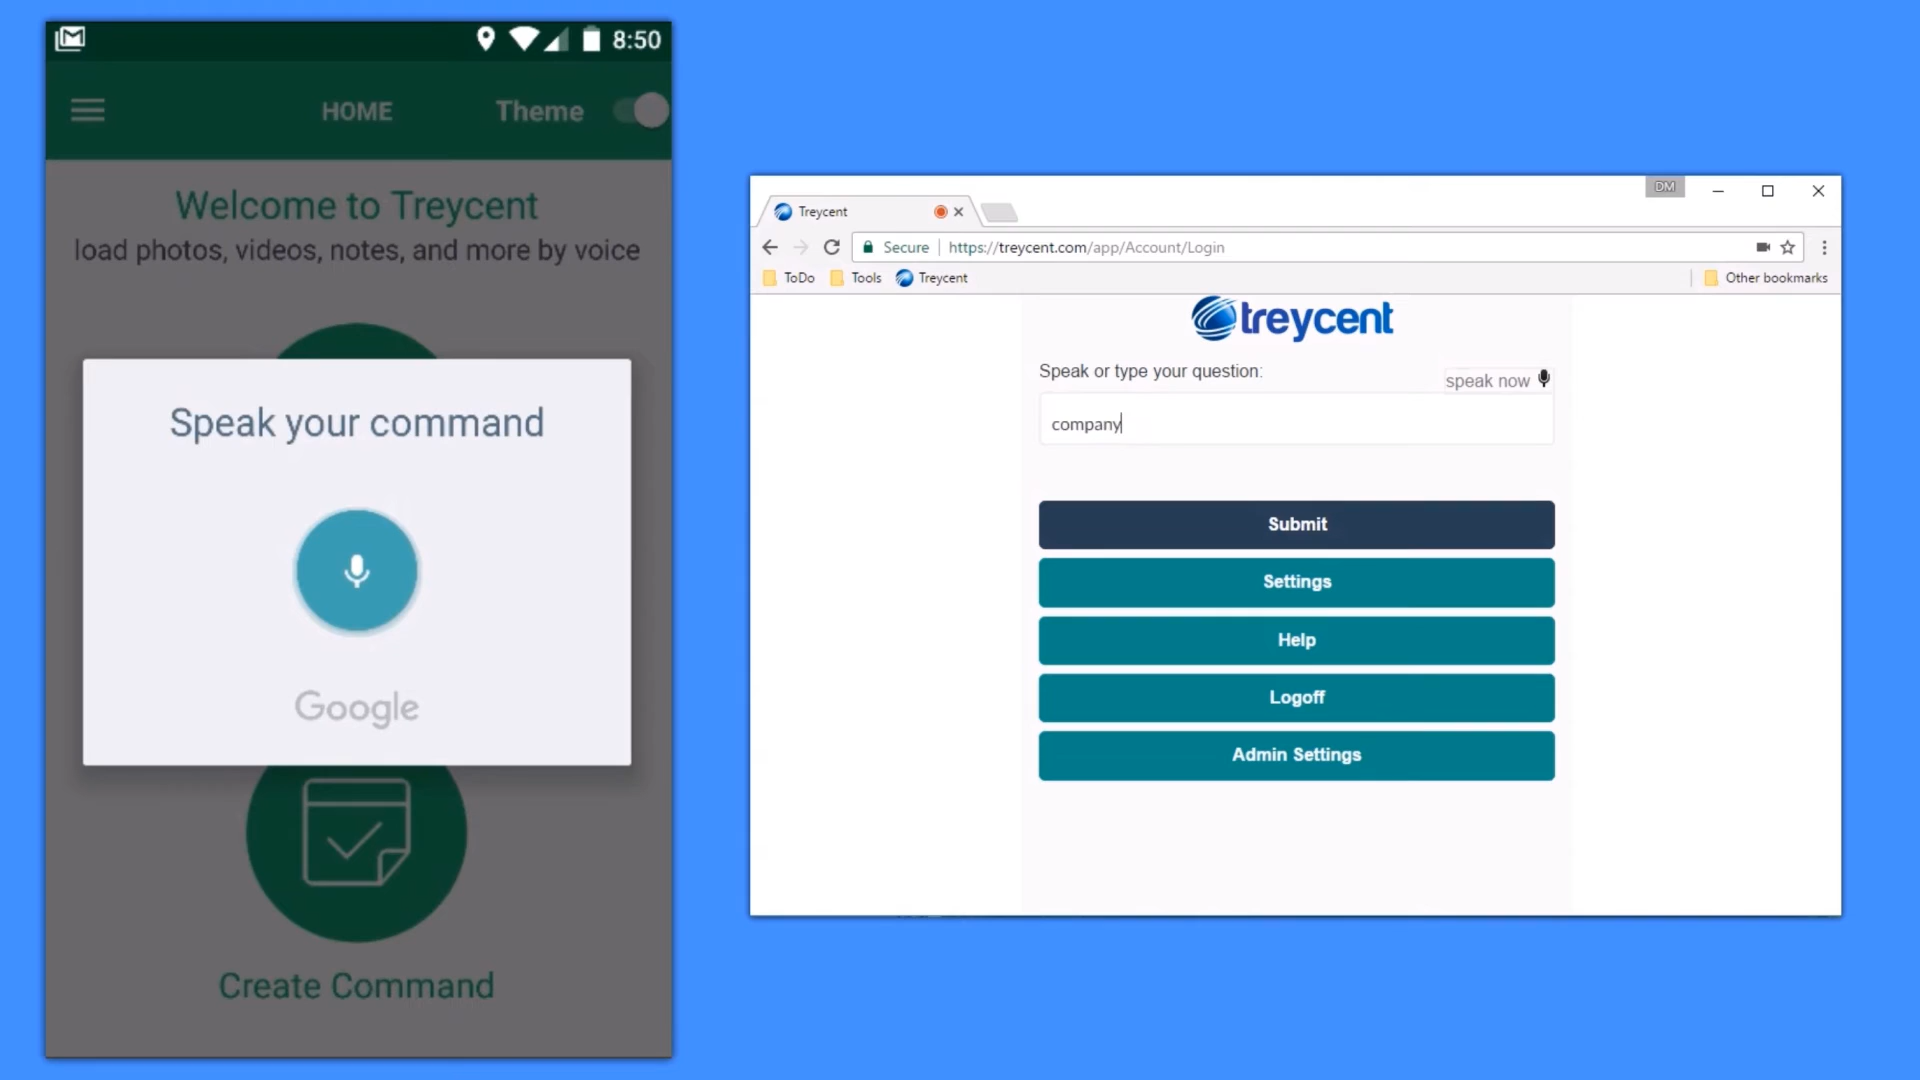 8:50
HOME
Theme
Welcome to Treycent
load photos, videos, notes, and more by voice
Speak your command
Google
Create Command
DM
Treycent
Secure
https://treycent.com/app/Account/Login
ToDo
Tools
Treycent
Other bookmarks
treycent
Speak or type your question:
speak now
company
Submit
Settings
Help
Logoff
Admin Settings